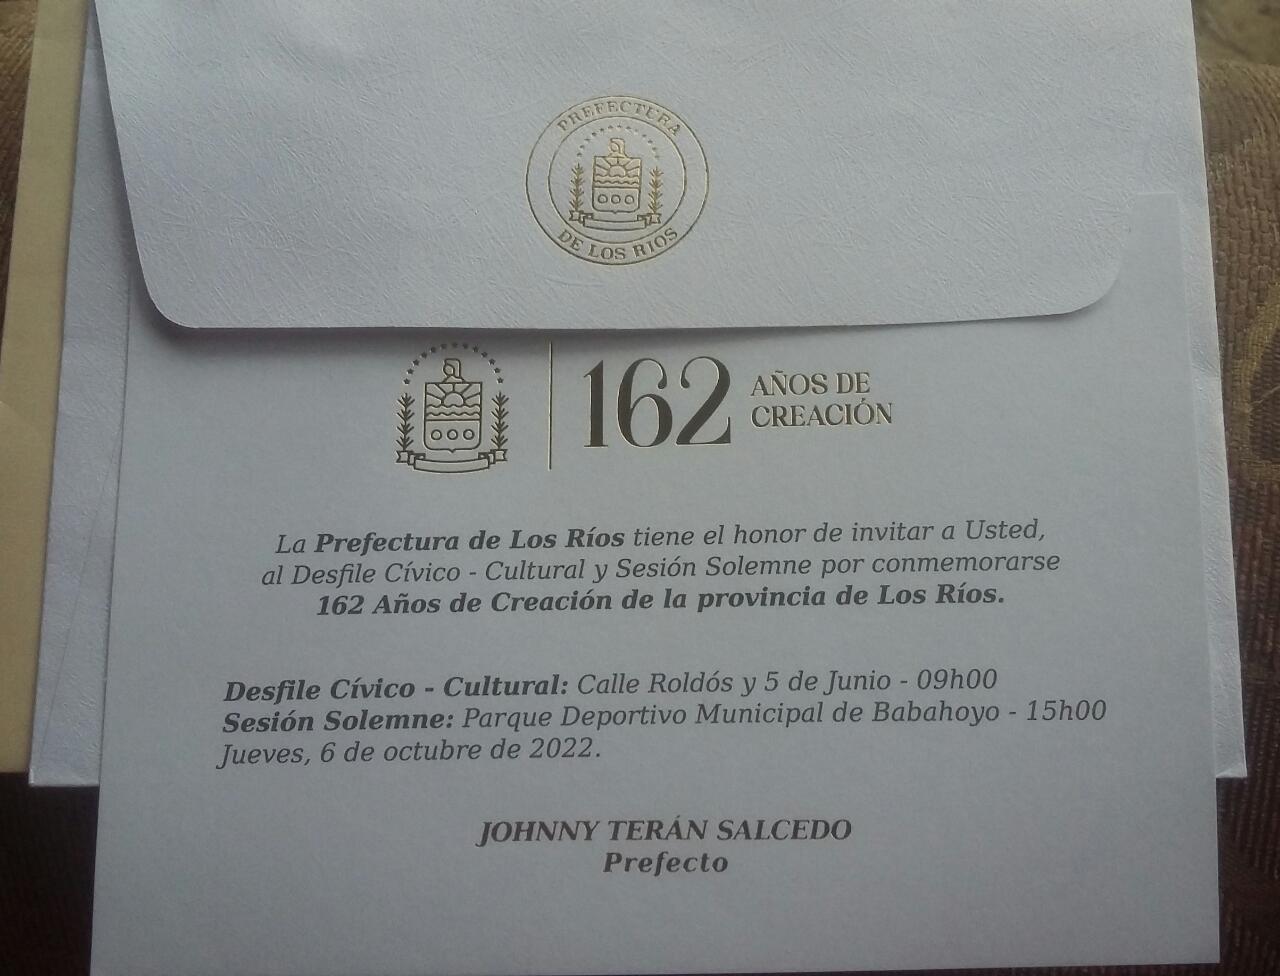 PREFECTURA
DE LOS RIOS
162 AÑOS DE
CREACIÓN
La Prefectura de Los Ríos tiene el honor de invitar a Usted,
al Desfile Cívico - Cultural y Sesión Solemne por conmemorarse
162 Años de Creación de la provincia de Los Ríos.
Desfile Cívico - Cultural: Calle Roldós y 5 de Junio - 09h00
Sesión Solemne: Parque Deportivo Municipal de Babahoyo - 15h00
Jueves, 6 de octubre de 2022.
JOHNNY TERÁN SALCEDO
Prefecto